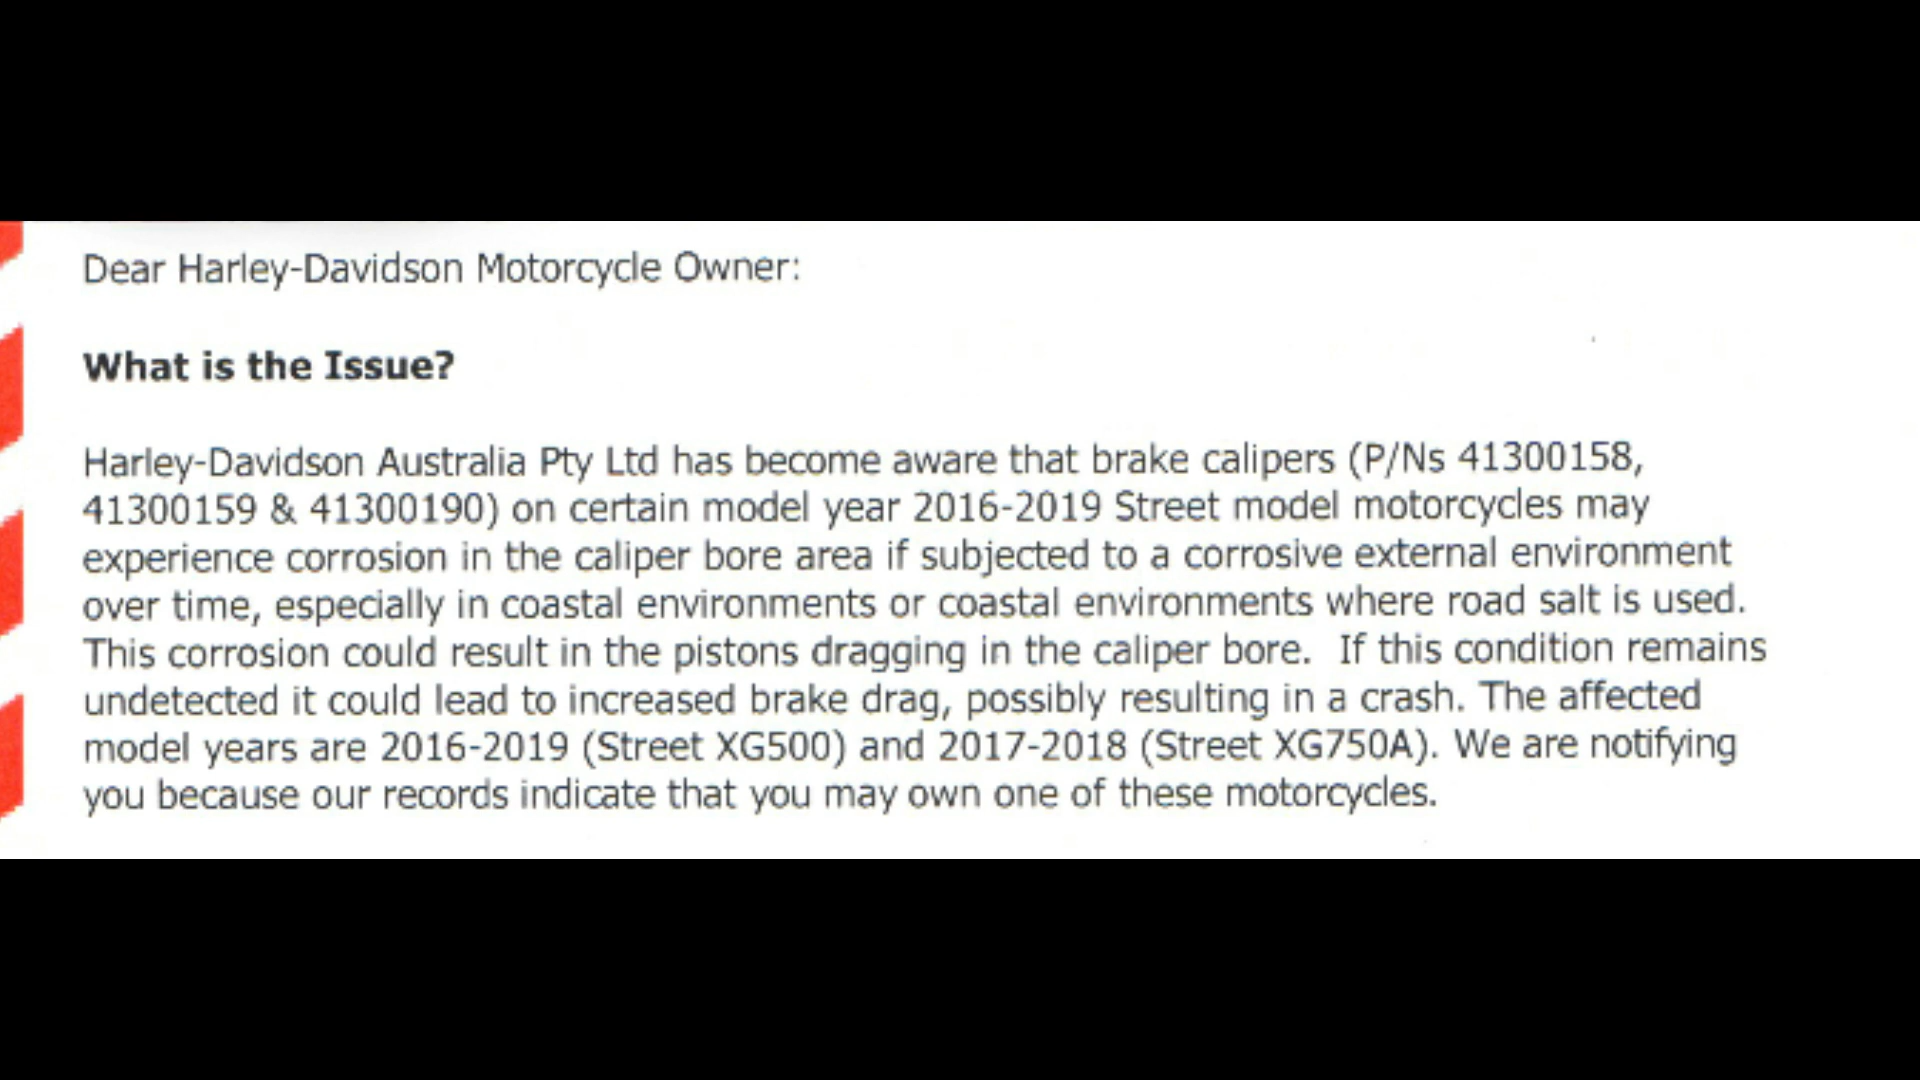 Dear Harley-Davidson Motorcycle Owner:
What is the Issue?
Harley-Davidson Australia Pty Ltd has become aware that brake calipers (P/Ns 41300158,
41300159 & 41300190) on certain model year 2016-2019 Street model motorcycles may
experience corrosion in the caliper bore area if subjected to a corrosive external environment
over time, especially in coastal environments or coastal environments where road salt is used.
This corrosion could result in the pistons dragging in the caliper bore.  If this condition remains
undetected it could lead to increased brake drag, possibly resulting in a crash. The affected
model years are 2016-2019 (Street XG500) and 2017-2018 (Street XG750A). We are notifying
you because our records indicate that you may own one of these motorcycles.